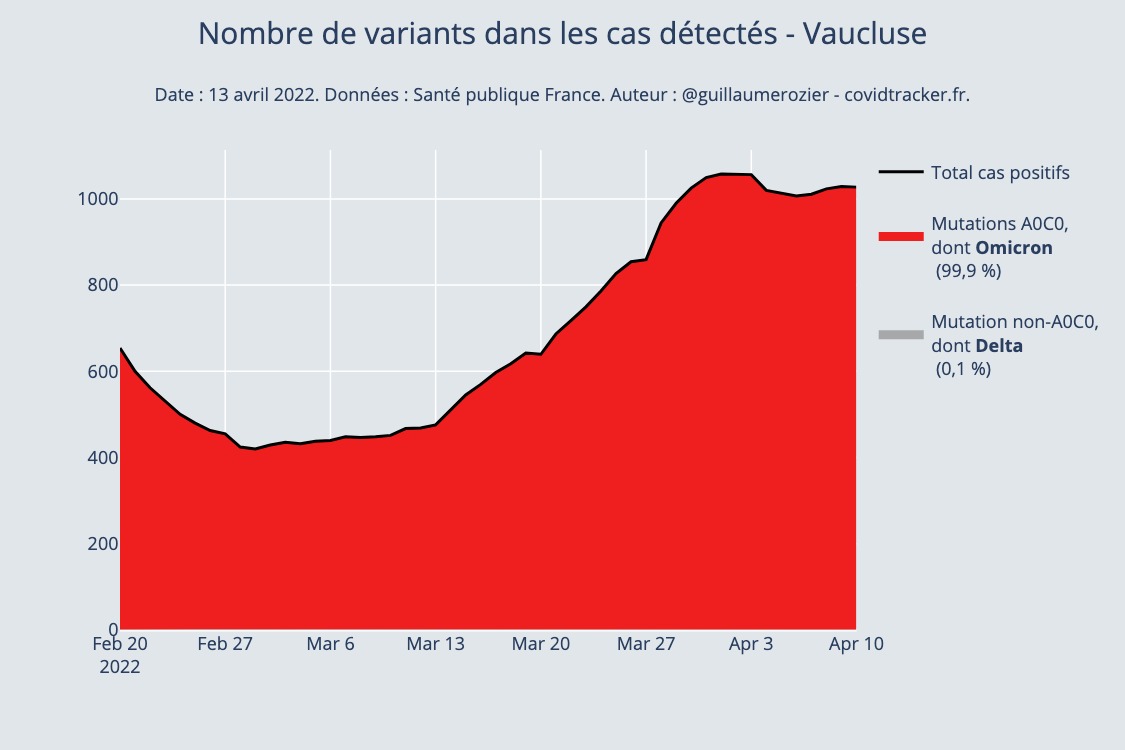 Nombre de variants dans les cas détectés - Vaucluse
Date : 13 avril 2022. Données : Santé publique France. Auteur : @guillaumerozier - covidtracker.fr.
1000
800
600
400
200
0
Feb 20
2022
Feb 27
Mar 6
Mar 13
Mar 20
Mar 27
Apr 3
Apr 10
Total cas positifs
Mutations A0C0,
dont Omicron
(99,9 %)
Mutation non-A0C0,
dont Delta
(0,1 %)